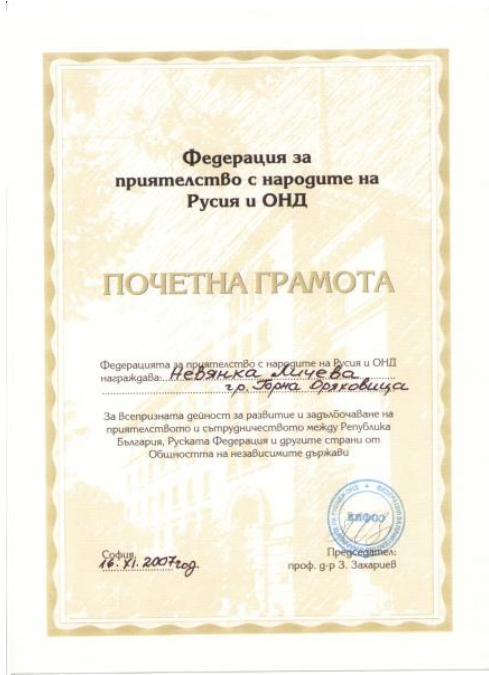 Федерация за
приятелство с народите на
Русия и ОНД
ПОЧЕТНА ГРАМОТА
Федерацията за приятелство с народите на Русия и ОНД
награждава: Невянка Мичева
гр. Горна Оряховица
За всепризната дейност за развитие и задълбочаване на
приятелството и сътрудничеството между Република
България, Руската Федерация и другите страни от
Общността на независимите държави
София,
16. XI. 2007 год.
Председател:
проф. д-р З. Захариев